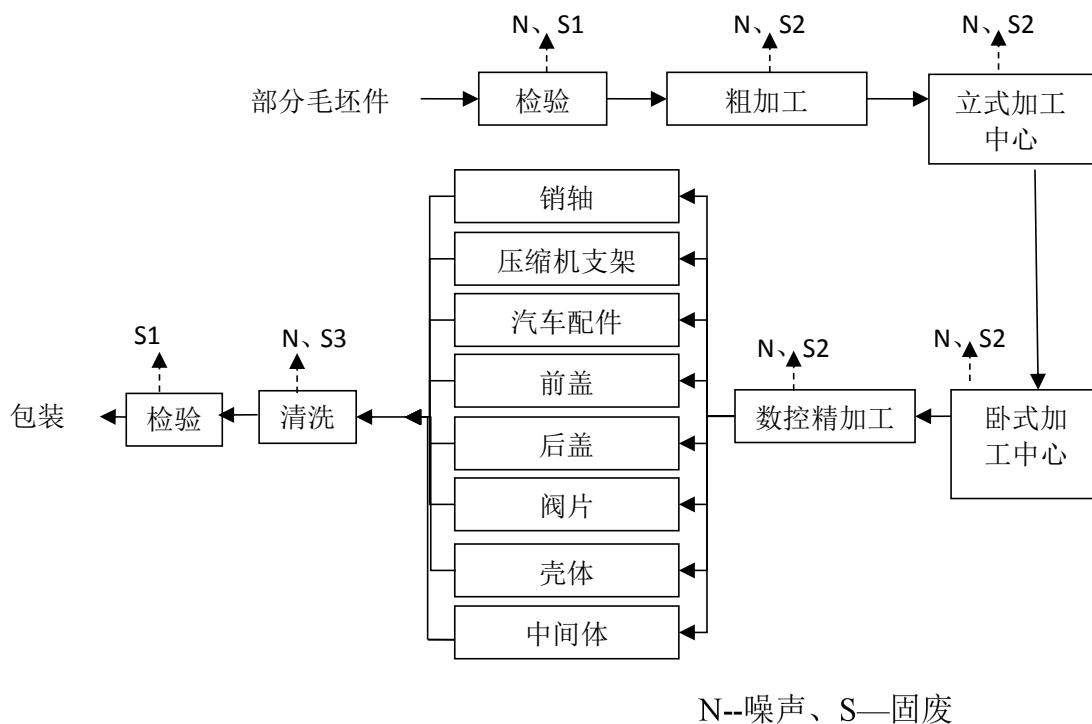 N、S1
N、S2
N、S2
部分毛坯件
检验
粗加工
立式加工
中心
销轴
压缩机支架
汽车配件
前盖
后盖
阀片
壳体
中间体
N、S2
N、S2
卧式加
工中心
数控精加工
N、S3
清洗
S1
检验
包装
N--噪声、S—固废